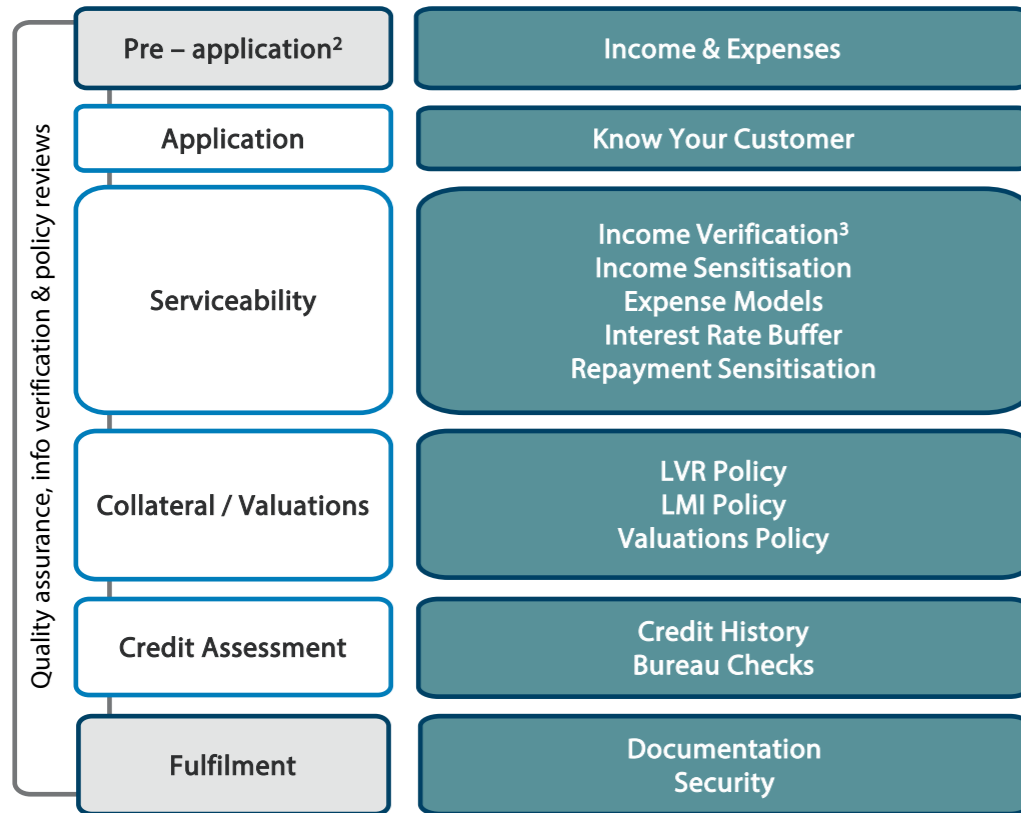 Quality assurance, info verification & policy reviews
Pre – application²
Income & Expenses
Application
Know Your Customer
Serviceability
Income Verification³
Income Sensitisation
Expense Models
Interest Rate Buffer
Repayment Sensitisation
Collateral / Valuations
LVR Policy
LMI Policy
Valuations Policy
Credit Assessment
Credit History
Bureau Checks
Fulfilment
Documentation
Security